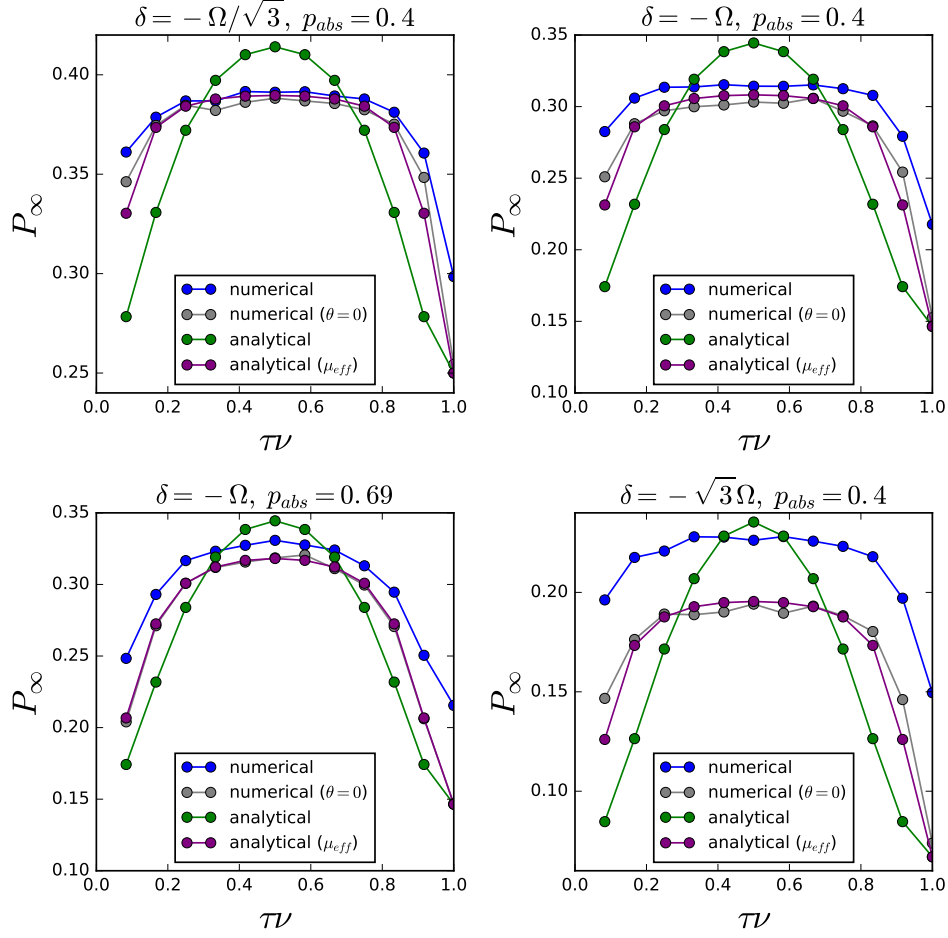 δ = − Ω/√3, p_abs = 0.4
0.40
0.35
0.30
0.25
P∞
0.0 0.2 0.4 0.6 0.8 1.0
τν
numerical
numerical (θ = 0)
analytical
analytical (μ_eff)
δ = − Ω, p_abs = 0.4
0.35
0.30
0.25
0.20
0.15
0.10
P∞
0.0 0.2 0.4 0.6 0.8 1.0
τν
numerical
numerical (θ = 0)
analytical
analytical (μ_eff)
δ = − Ω, p_abs = 0.69
0.35
0.30
0.25
0.20
0.15
0.10
P∞
0.0 0.2 0.4 0.6 0.8 1.0
τν
numerical
numerical (θ = 0)
analytical
analytical (μ_eff)
δ = − √3Ω, p_abs = 0.4
0.20
0.15
0.10
P∞
0.0 0.2 0.4 0.6 0.8 1.0
τν
numerical
numerical (θ = 0)
analytical
analytical (μ_eff)